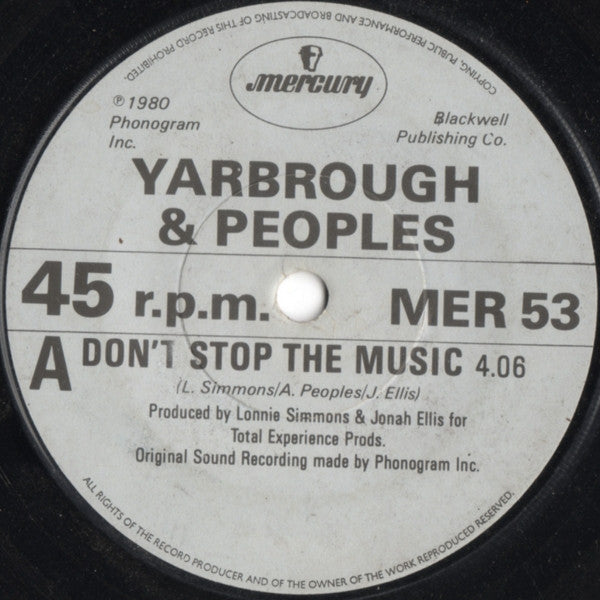 mercury
℗ 1980
Phonogram
Inc.
Blackwell
Publishing Co.
YARBROUGH
& PEOPLES
45 r.p.m.
MER 53
A
DON'T STOP THE MUSIC 4.06
(L. Simmons/A. Peoples/J. Ellis)
Produced by Lonnie Simmons & Jonah Ellis for
Total Experience Prods.
Original Sound Recording made by Phonogram Inc.
ALL RIGHTS OF THE RECORD PRODUCER AND OF THE OWNER OF THE WORK REPRODUCED RESERVED.
COPYING, PUBLIC PERFORMANCE AND BROADCASTING OF THIS RECORD PROHIBITED.